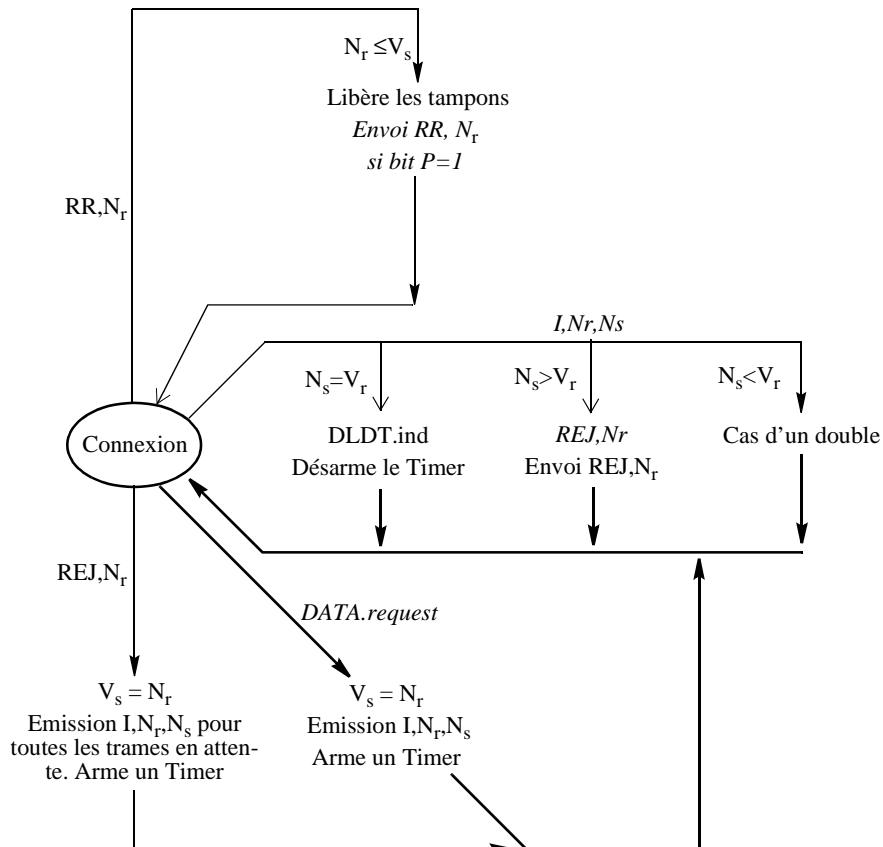 N_r ≤V_s
Libère les tampons
Envoi RR, N_r
si bit P=1
RR,N_r
I,Nr,Ns
N_s=V_r
N_s>V_r
N_s<V_r
Connexion
DLDT.ind
Désarme le Timer
REJ,Nr
Envoi REJ,N_r
Cas d'un double
REJ,N_r
DATA.request
V_s = N_r
Emission I,N_r,N_s pour
toutes les trames en atten-
te. Arme un Timer
V_s = N_r
Emission I,N_r,N_s
Arme un Timer